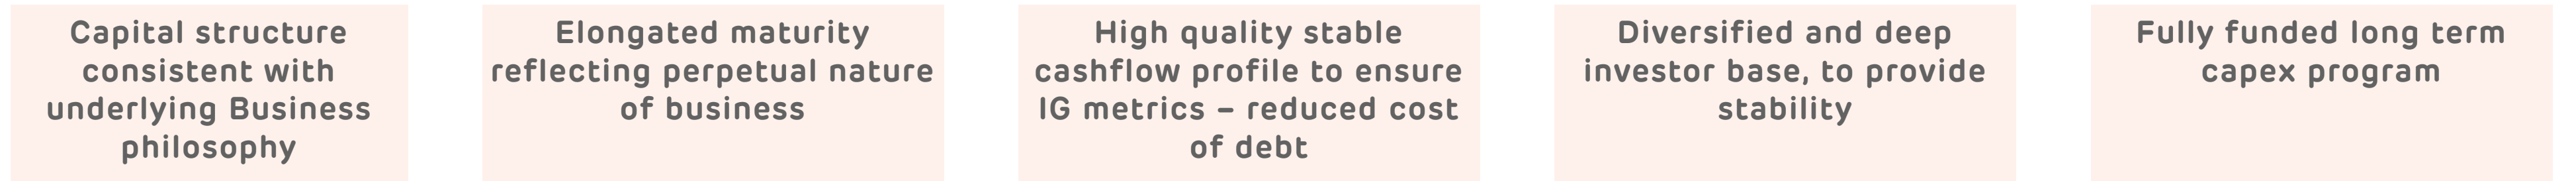 Capital structure
consistent with
underlying Business
philosophy
Elongated maturity
reflecting perpetual nature
of business
High quality stable
cashflow profile to ensure
IG metrics – reduced cost
of debt
Diversified and deep
investor base, to provide
stability
Fully funded long term
capex program